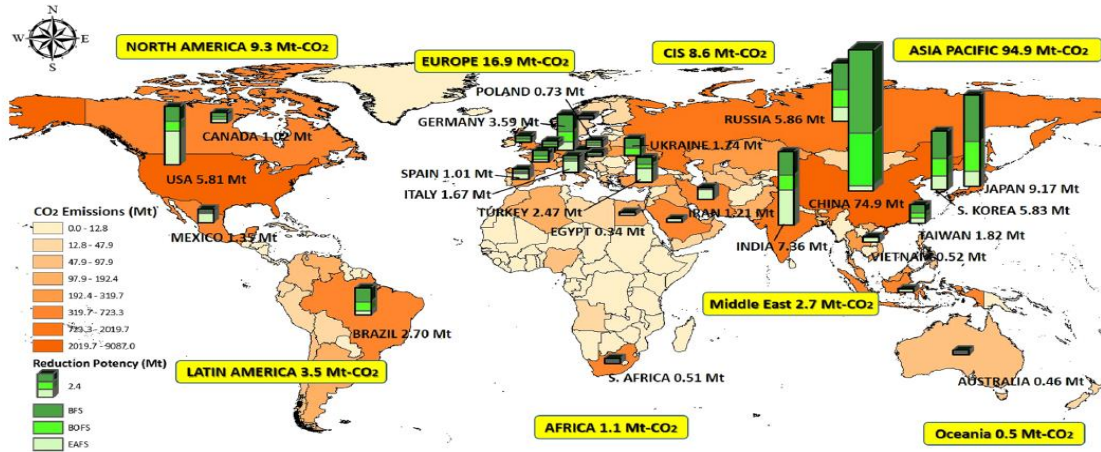 N
W E
S
NORTH AMERICA 9.3 Mt-CO₂
EUROPE 16.9 Mt-CO₂
CIS 8.6 Mt-CO₂
ASIA PACIFIC 94.9 Mt-CO₂
POLAND 0.73 Mt
GERMANY 3.59 Mt
CANADA 1.02 Mt
RUSSIA 5.86 Mt
UKRAINE 1.74 Mt
USA 5.81 Mt
SPAIN 1.01 Mt
ITALY 1.67 Mt
JAPAN 9.17 Mt
CHINA 74.9 Mt
S. KOREA 5.83 Mt
TURKEY 2.47 Mt
IRAN 1.21 Mt
MEXICO 1.35 Mt
EGYPT 0.34 Mt
INDIA 7.36 Mt
TAIWAN 1.82 Mt
VIETNAM 0.52 Mt
CO₂ Emissions (Mt)
0.0 - 12.8
12.8 - 47.9
47.9 - 97.9
97.9 - 192.4
192.4 - 319.7
319.7 - 723.3
723.3 - 2019.7
2019.7 - 9087.0
Middle East 2.7 Mt-CO₂
BRAZIL 2.70 Mt
Reduction Potency (Mt)
2.4
BFS
BOFS
EAFS
LATIN AMERICA 3.5 Mt-CO₂
S. AFRICA 0.51 Mt
AUSTRALIA 0.46 Mt
AFRICA 1.1 Mt-CO₂
Oceania 0.5 Mt-CO₂